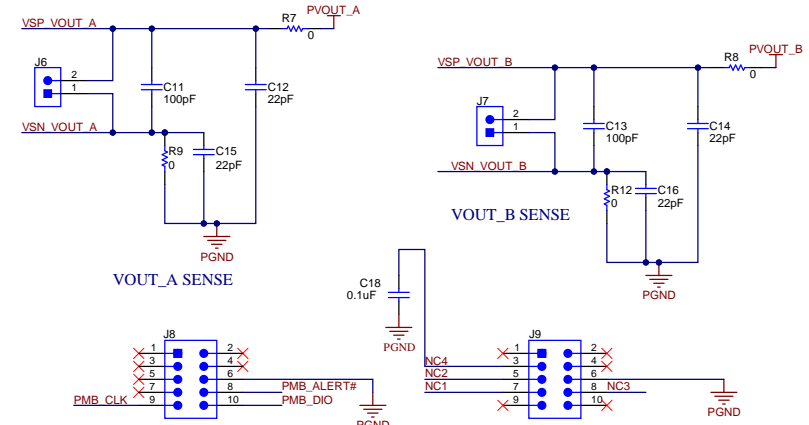 PVOUT_A
VSP_VOUT_A
R7
0
J6
2
1
C11
100pF
C12
22pF
VSN_VOUT_A
R9
0
C15
22pF
PGND
VOUT_A SENSE
PVOUT_B
VSP_VOUT_B
R8
0
J7
2
1
C13
100pF
C14
22pF
VSN_VOUT_B
R12
0
C16
22pF
VOUT_B SENSE
PGND
C18
0.1uF
PGND
J8
1 2
3 4
5 6
7 8 PMB_ALERT#
PMB_CLK 9 10 PMB_DIO
PGND
J9
1 2
NC4 3 4
NC2 5 6
NC1 7 8 NC3
9 10
PGND